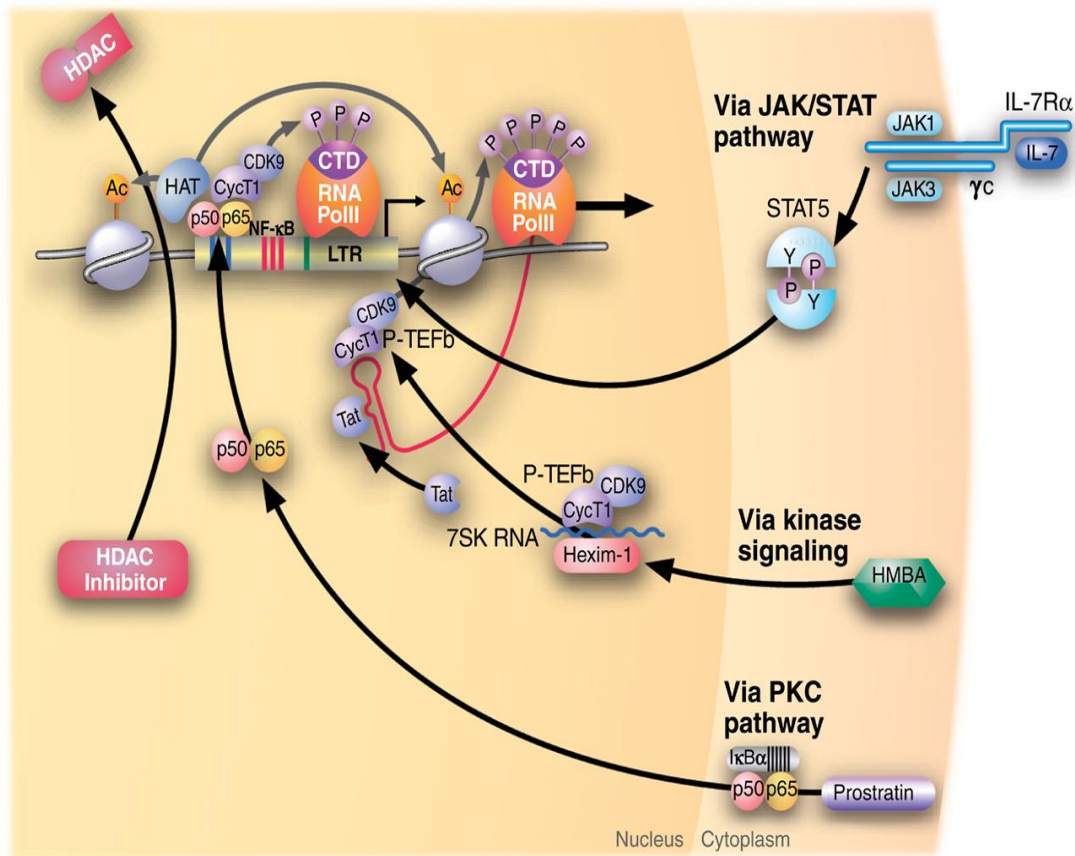 HDAC
P P P
P P P P P
Via JAK/STAT
pathway
IL-7Rα
JAK1
IL-7
JAK3
γc
STAT5
Y P
P Y
CDK9
CTD
CTD
Ac
HAT
CycT1
RNA
PolII
Ac
RNA
PolII
p50 p65
NF-κB
LTR
CDK9
CycT1
P-TEFb
Tat
p50 p65
Tat
P-TEFb
CDK9
CycT1
7SK RNA
Hexim-1
Via kinase
signaling
HMBA
HDAC
Inhibitor
Via PKC
pathway
IκBα
p50 p65
Prostratin
Nucleus Cytoplasm